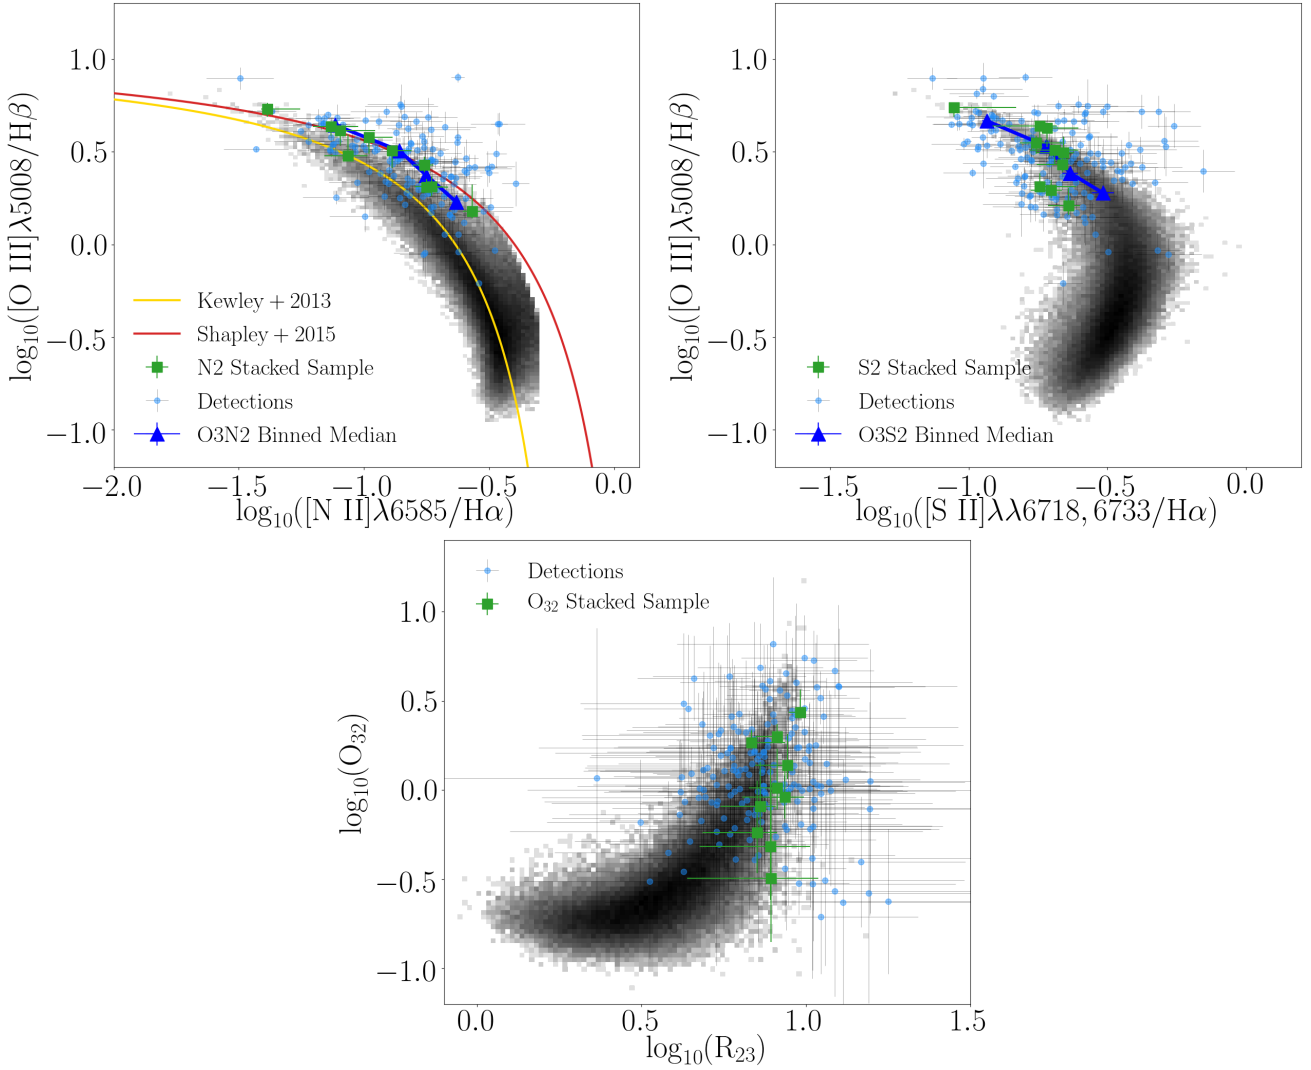 log₁₀([O III]λ5008/Hβ)
1.0
0.5
0.0
−0.5
−1.0
Kewley + 2013
Shapley + 2015
N2 Stacked Sample
Detections
O3N2 Binned Median
−2.0 −1.5 −1.0 −0.5 0.0
log₁₀([N II]λ6585/Hα)
log₁₀([O III]λ5008/Hβ)
1.0
0.5
0.0
−0.5
−1.0
S2 Stacked Sample
Detections
O3S2 Binned Median
−1.5 −1.0 −0.5 0.0
log₁₀([S II]λλ6718, 6733/Hα)
log₁₀(O₃₂)
1.0
0.5
0.0
−0.5
−1.0
Detections
O₃₂ Stacked Sample
0.0 0.5 1.0 1.5
log₁₀(R₂₃)